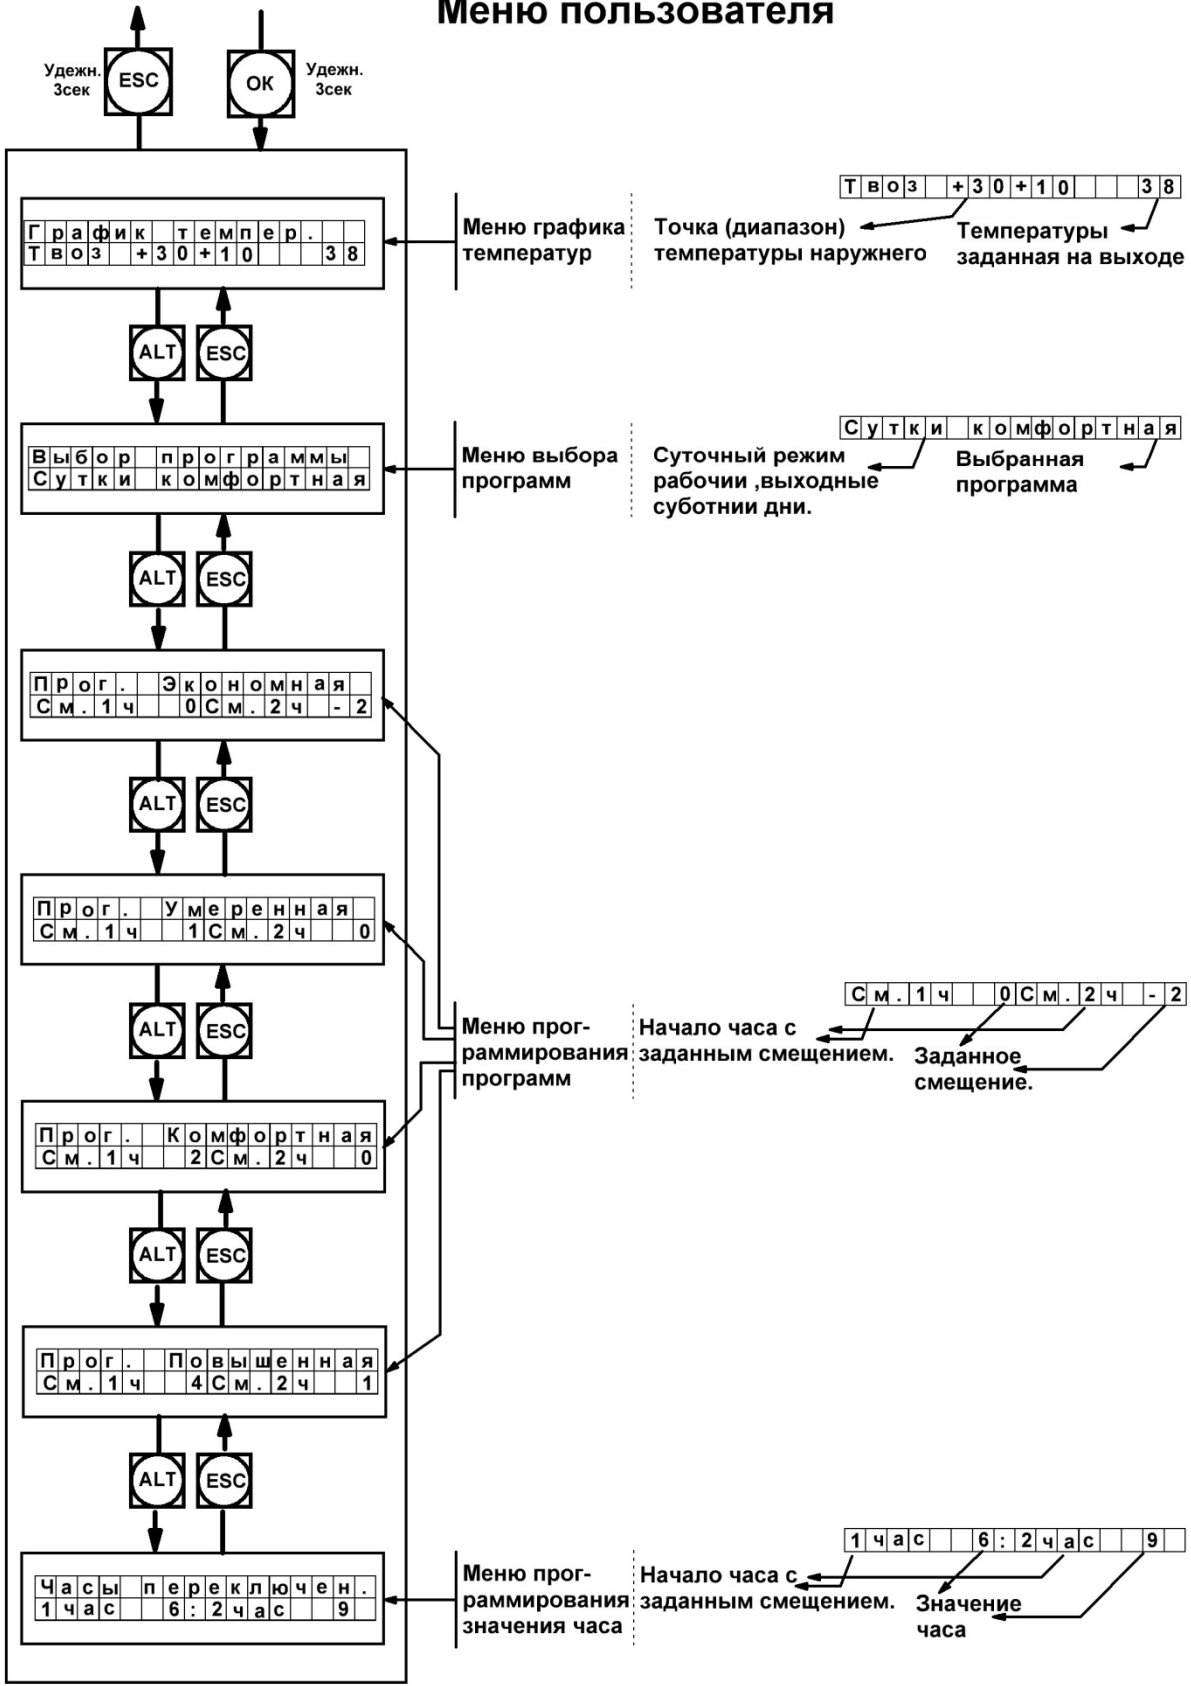 Меню пользователя
Удежн.
3сек
ESC
ОК
Удежн.
3сек
График темпер.
Твоз +30+10 38
Меню графика
температур
Точка (диапазон)
температуры наружнего
Твоз +30+10 38
Температуры
заданная на выходе
ALT
ESC
Выбор программы
Сутки комфортная
Меню выбора
программ
Суточный режим
рабочии ,выходные
суботнии дни.
Сутки комфортная
Выбранная
программа
ALT
ESC
Прог. Экономная
См.1ч 0См.2ч -2
ALT
ESC
Прог. Умеренная
См.1ч 1См.2ч 0
ALT
ESC
Меню прог-
раммирования
программ
Начало часа с
заданным смещением.
См.1ч 0См.2ч -2
Заданное
смещение.
Прог. Комфортная
См.1ч 2См.2ч 0
ALT
ESC
Прог. Повышенная
См.1ч 4См.2ч 1
ALT
ESC
Часы переключен.
1час 6:2час 9
Меню прог-
раммирования
значения часа
Начало часа с
заданным смещением.
1час 6:2час 9
Значение
часа